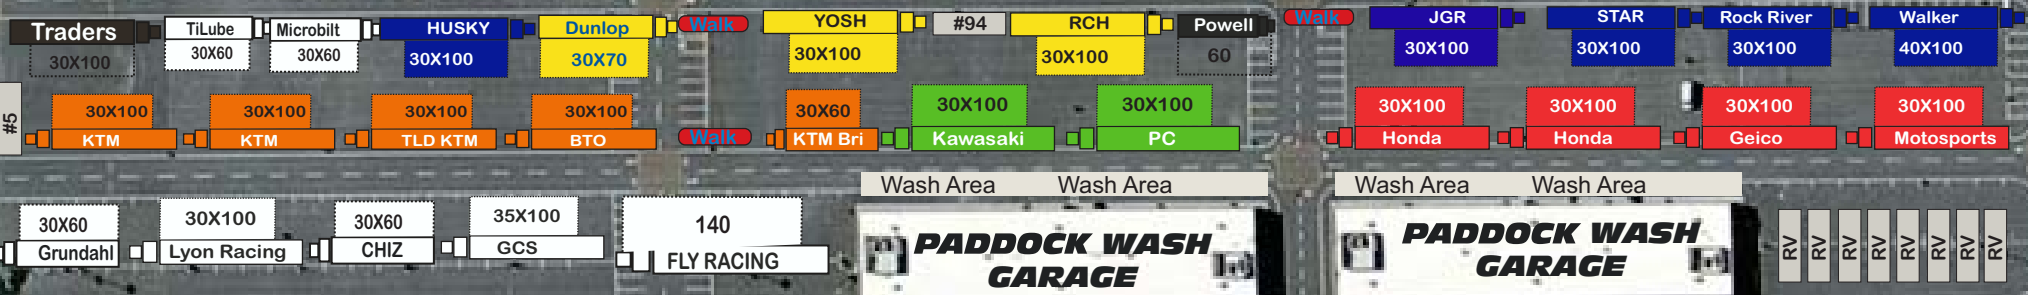 Traders
30X100
TiLube
30X60
Microbilt
30X60
HUSKY
30X100
Dunlop
30X70
Walk
YOSH
30X100
#94
RCH
30X100
Powell
60
Walk
JGR
30X100
STAR
30X100
Rock River
30X100
Walker
40X100
#5
30X100
KTM
30X100
KTM
30X100
TLD KTM
30X100
BTO
Walk
30X60
KTM Bri
30X100
Kawasaki
30X100
PC
30X100
Honda
30X100
Honda
30X100
Geico
30X100
Motosports
Wash Area
Wash Area
Wash Area
Wash Area
30X60
Grundahl
30X100
Lyon Racing
30X60
CHIZ
35X100
GCS
140
FLY RACING
PADDOCK WASH
GARAGE
PADDOCK WASH
GARAGE
RV
RV
RV
RV
RV
RV
RV
RV